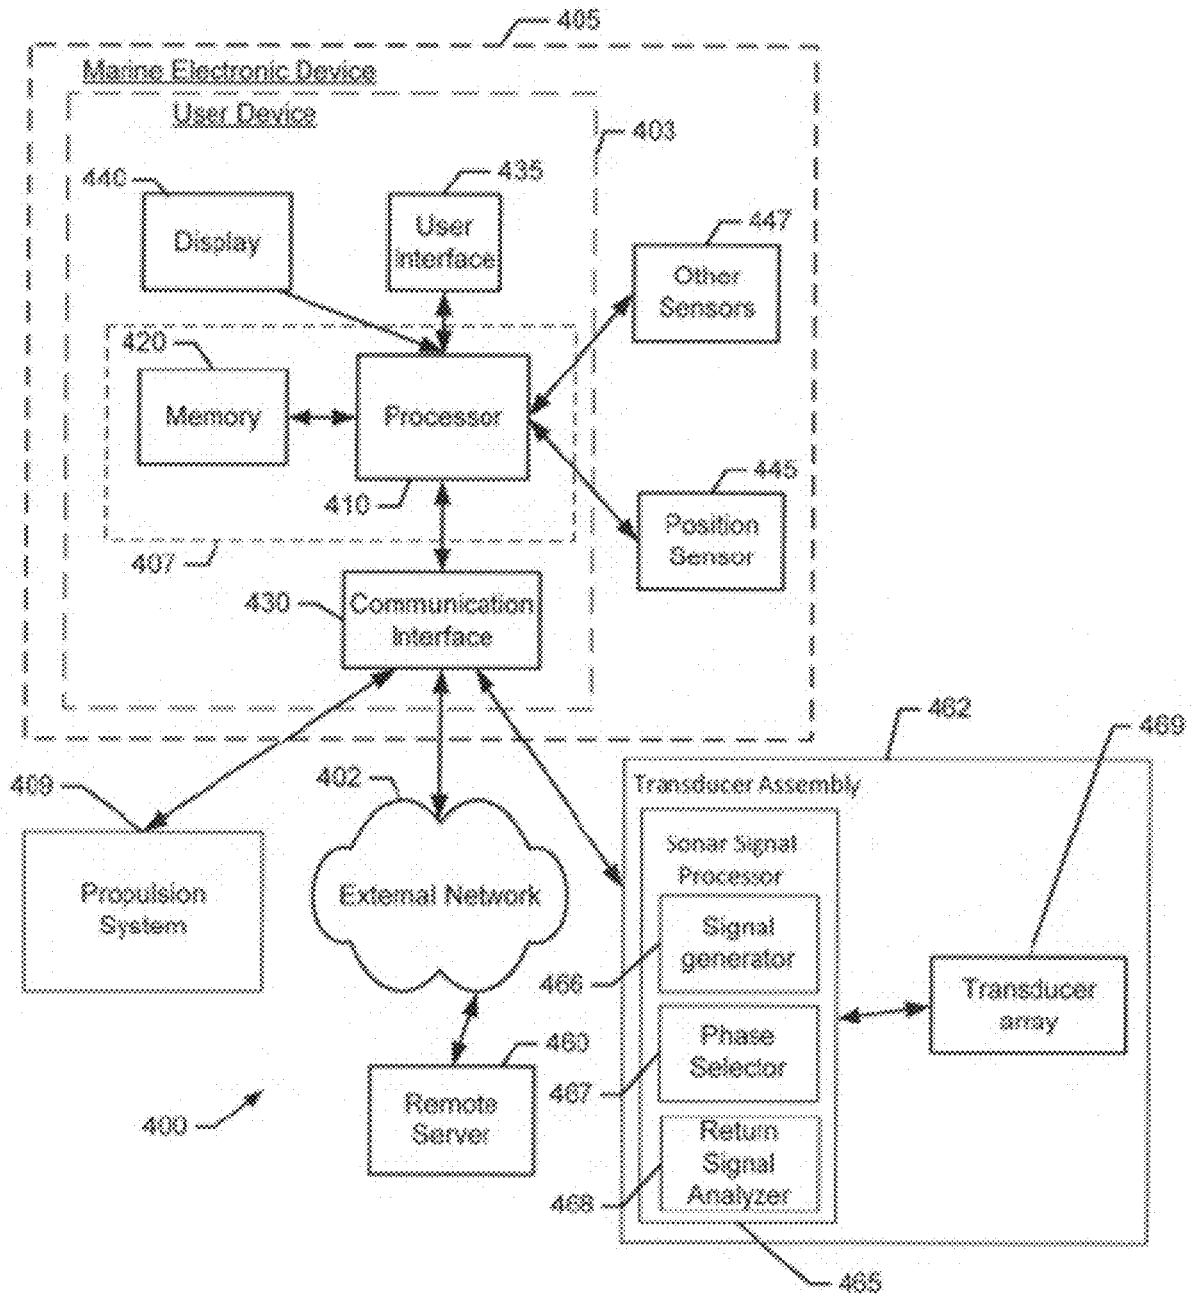 405
Marine Electronic Device
User Device
403
440
435
447
Display
User
interface
Other
Sensors
420
Memory
Processor
410
445
Position
Sensor
407
430
Communication
Interface
462
469
409
402
Transducer Assembly
Sonar Signal
Processor
Propulsion
System
External Network
Signal
generator
466
Transducer
array
460
Phase
Selector
467
400
Remote
Server
Return
Signal
Analyzer
468
465